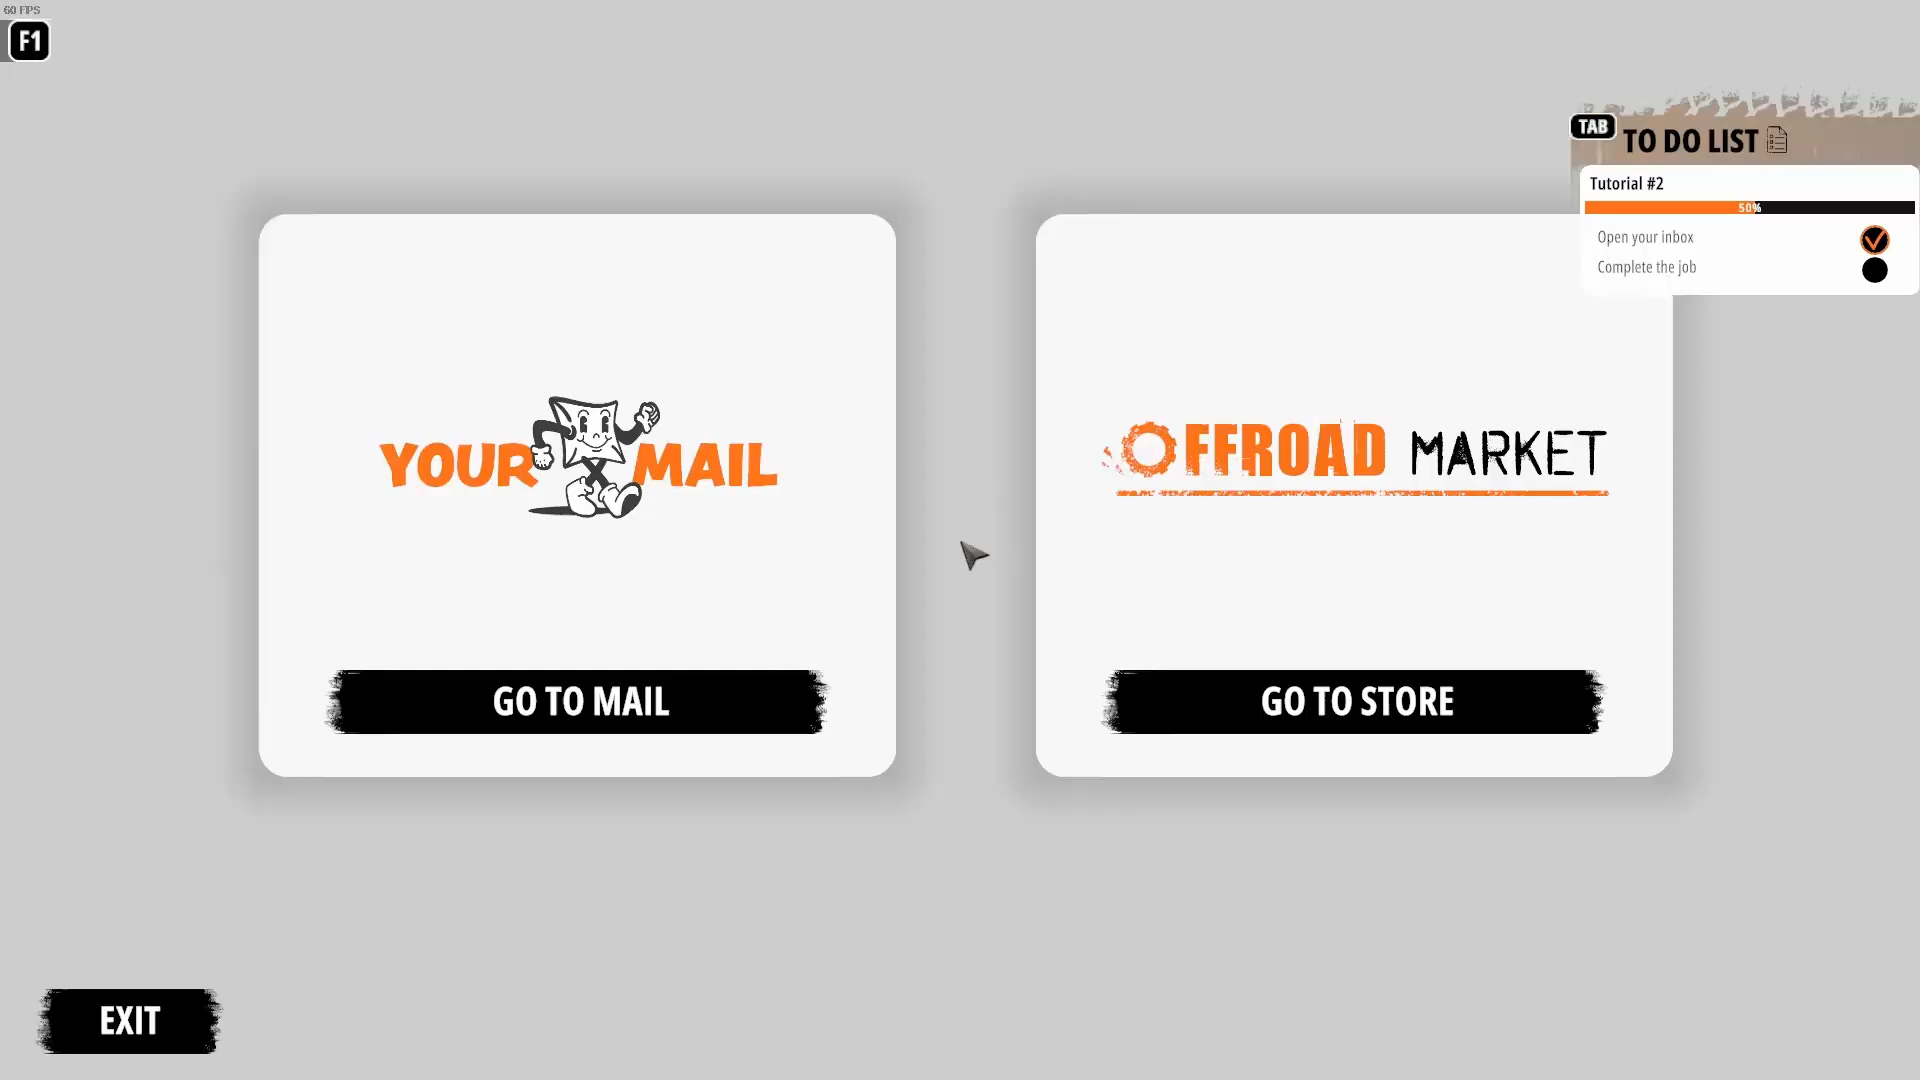 60 FPS
F1
TAB
TO DO LIST
Tutorial #2
50%
Open your inbox
Complete the job
YOUR MAIL
OFFROAD MARKET
GO TO MAIL
GO TO STORE
EXIT